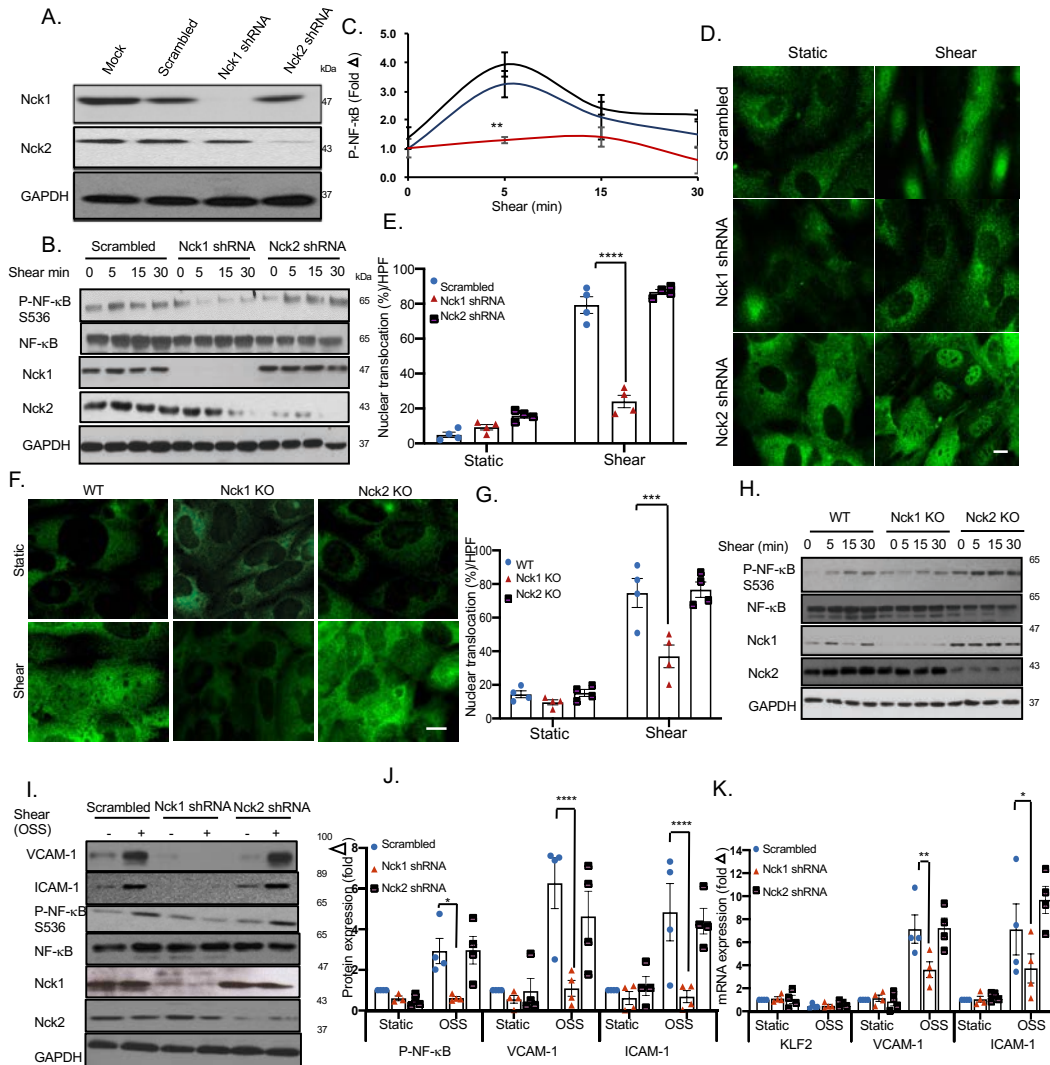 A.
Mock
Scrambled
Nck1 shRNA
Nck2 shRNA
kDa
Nck1
47
Nck2
43
GAPDH
37
B.
Scrambled Nck1 shRNA Nck2 shRNA
Shear min 0 5 15 30 0 5 15 30 0 5 15 30
kDa
P-NF-κB
S536
65
NF-κB
65
Nck1
47
Nck2
43
GAPDH
37
C.
P-NF-κB (Fold Δ)
5.0
4.0
3.0
2.0
1.0
0
**
0 5 15 30
Shear (min)
D.
Static Shear
Scrambled
Nck1 shRNA
Nck2 shRNA
E.
Nuclear translocation (%)/HPF
100
80
60
40
20
0
Scrambled
Nck1 shRNA
Nck2 shRNA
****
Static Shear
F.
WT Nck1 KO Nck2 KO
Static
Shear
G.
Nuclear translocation (%)/HPF
100
80
60
40
20
0
WT
Nck1 KO
Nck2 KO
***
Static Shear
H.
WT Nck1 KO Nck2 KO
Shear (min) 0 5 15 30 0 5 15 30 0 5 15 30
P-NF-κB
S536
65
NF-κB
65
Nck1
47
Nck2
43
GAPDH
37
I.
Scrambled Nck1 shRNA Nck2 shRNA
Shear
(OSS)
- + - + - +
VCAM-1
100
ICAM-1
89
P-NF-κB
S536
65
NF-κB
65
Nck1
47
Nck2
43
GAPDH
37
J.
Protein expression (fold Δ)
8
6
4
2
0
Scrambled
Nck1 shRNA
Nck2 shRNA
*
****
****
Static OSS Static OSS Static OSS
P-NF-κB VCAM-1 ICAM-1
K.
mRNA expression (fold Δ)
14
12
10
8
6
4
2
0
Scrambled
Nck1 shRNA
Nck2 shRNA
**
*
Static OSS Static OSS Static OSS
KLF2 VCAM-1 ICAM-1